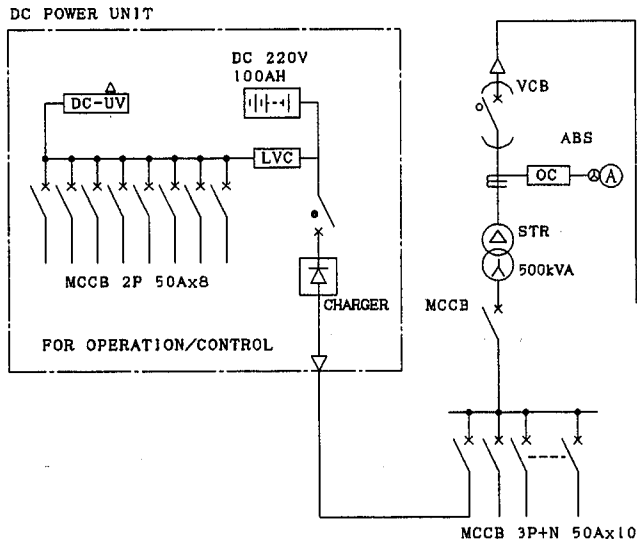 DC POWER UNIT
DC 220V
100AH
DC-UV
LVC
MCCB 2P 50Ax8
CHARGER
FOR OPERATION/CONTROL
VCB
ABS
OC
A
STR
500kVA
MCCB
MCCB 3P+N 50Ax10